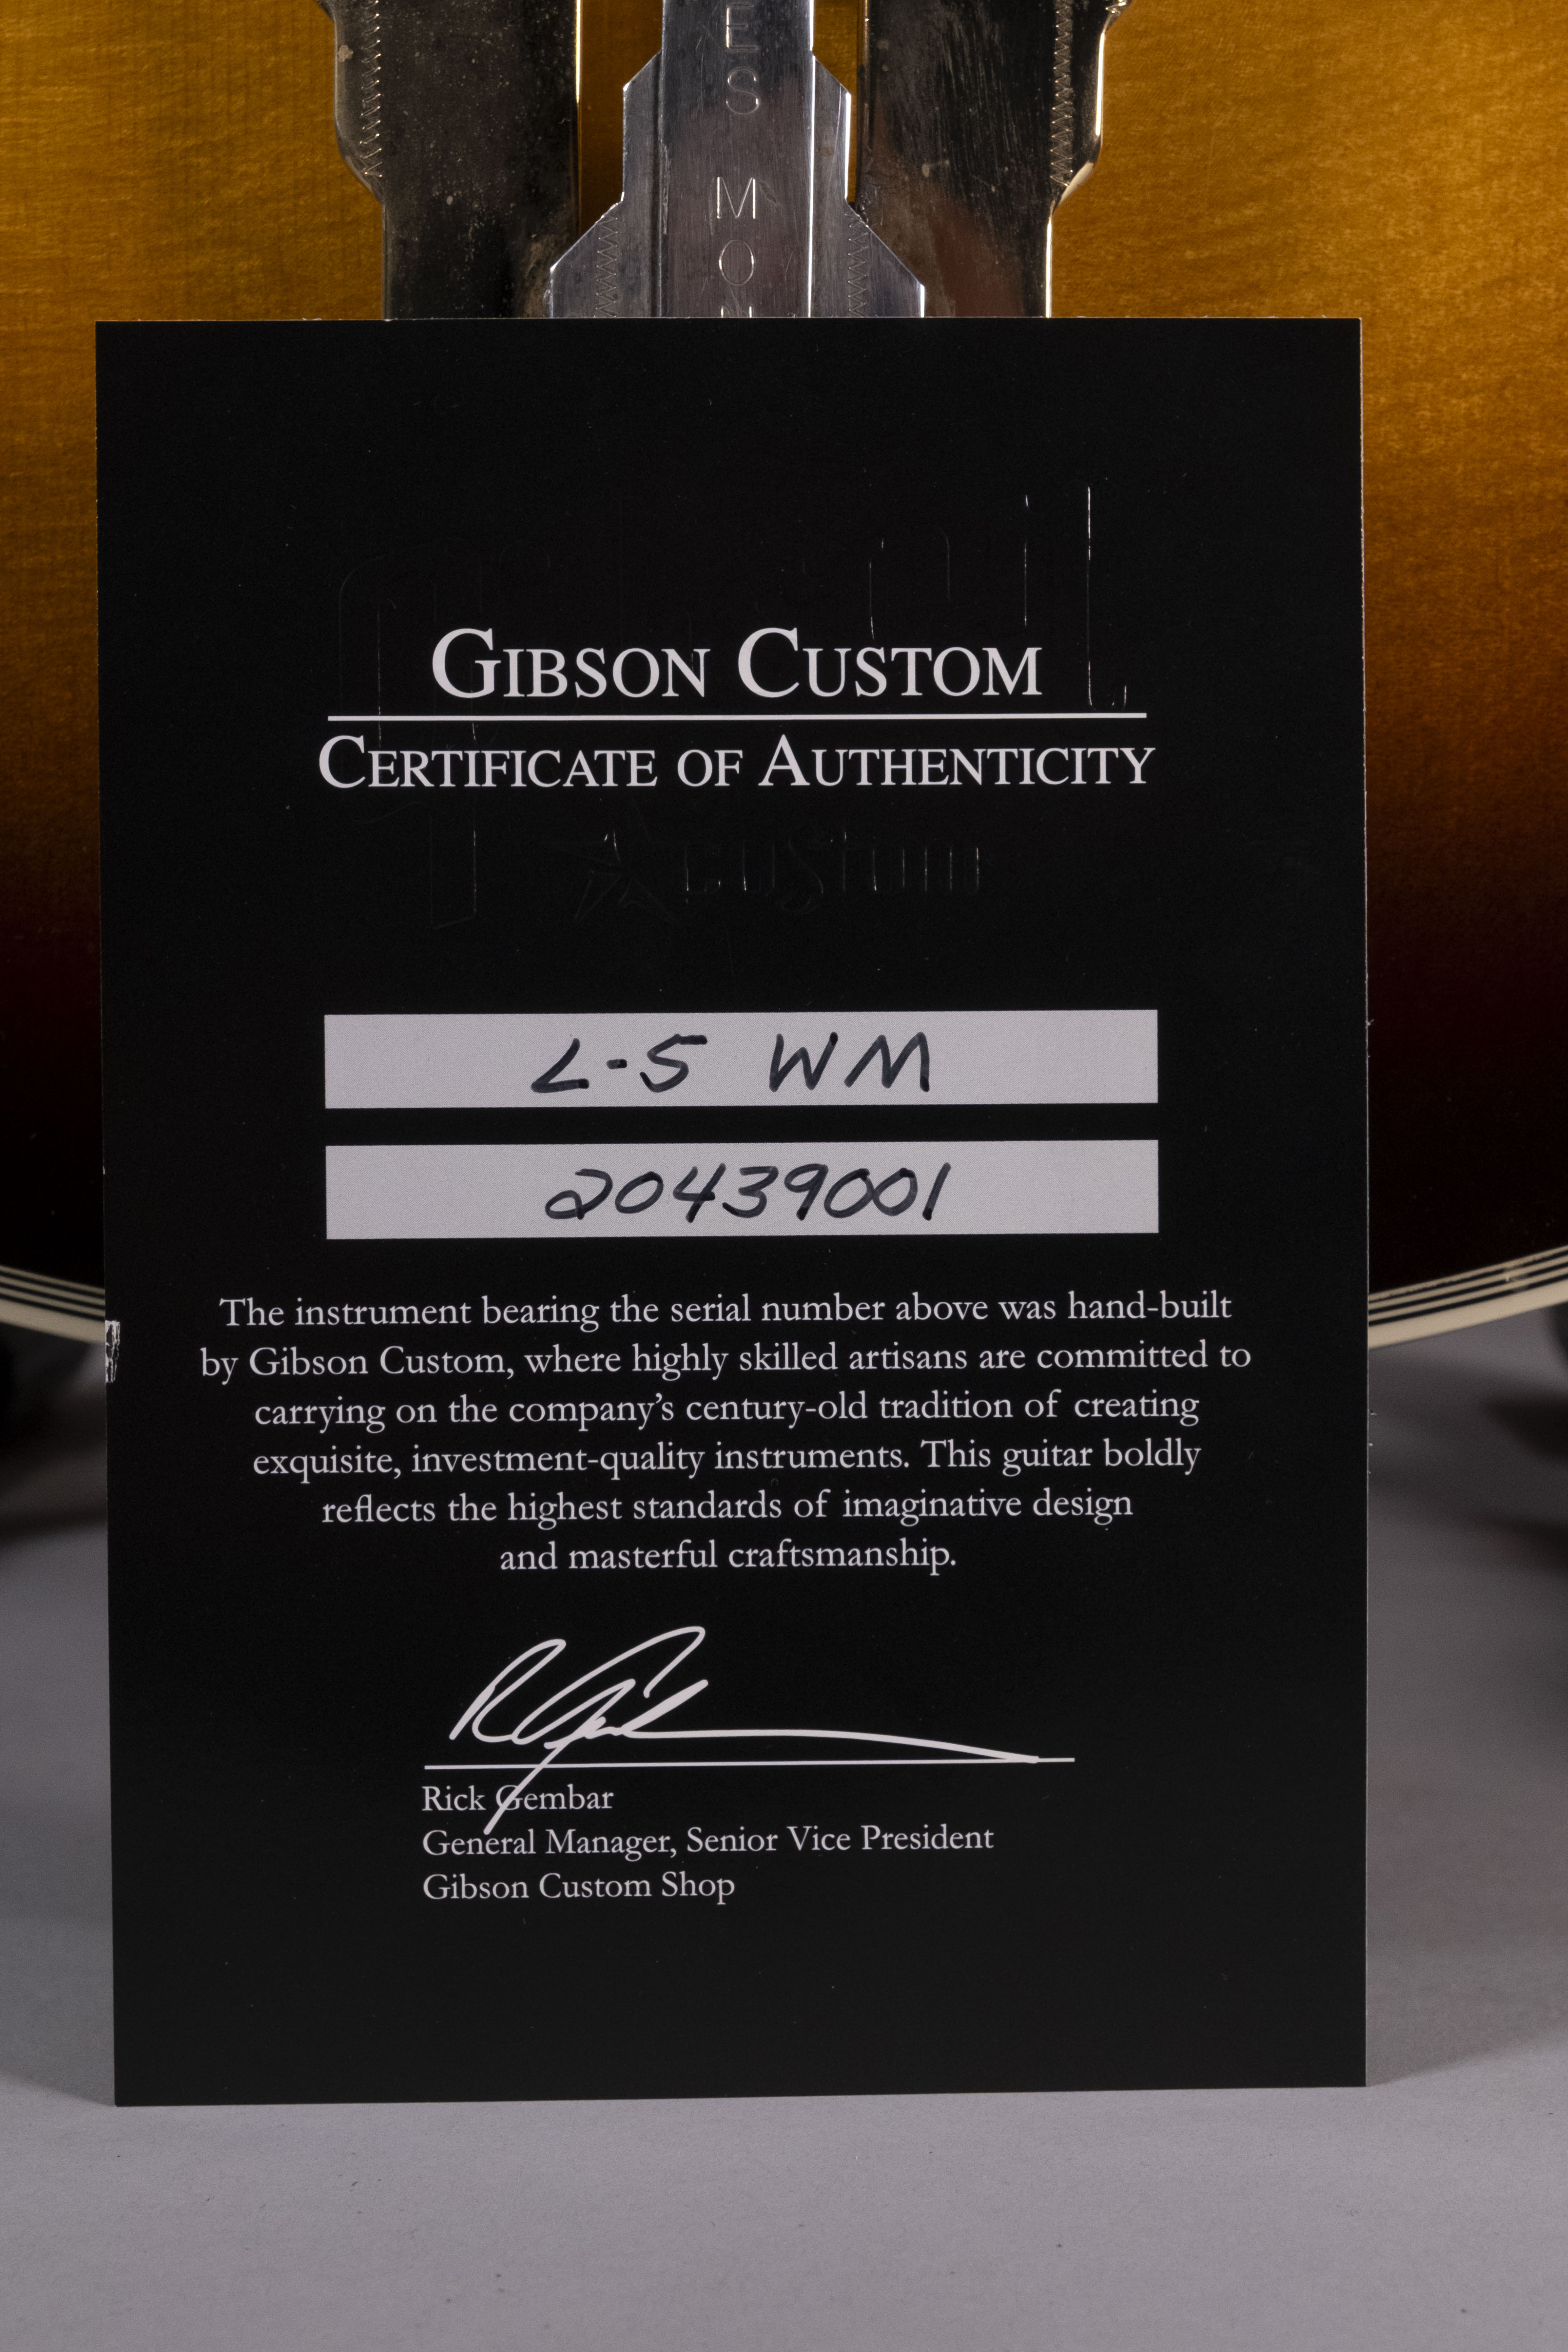 E
S
M
O
N
GIBSON CUSTOM
CERTIFICATE OF AUTHENTICITY
custom
L-5 WM
20439001
The instrument bearing the serial number above was hand-built
by Gibson Custom, where highly skilled artisans are committed to
carrying on the company’s century-old tradition of creating
exquisite, investment-quality instruments. This guitar boldly
reflects the highest standards of imaginative design
and masterful craftsmanship.
Rick Gembar
General Manager, Senior Vice President
Gibson Custom Shop